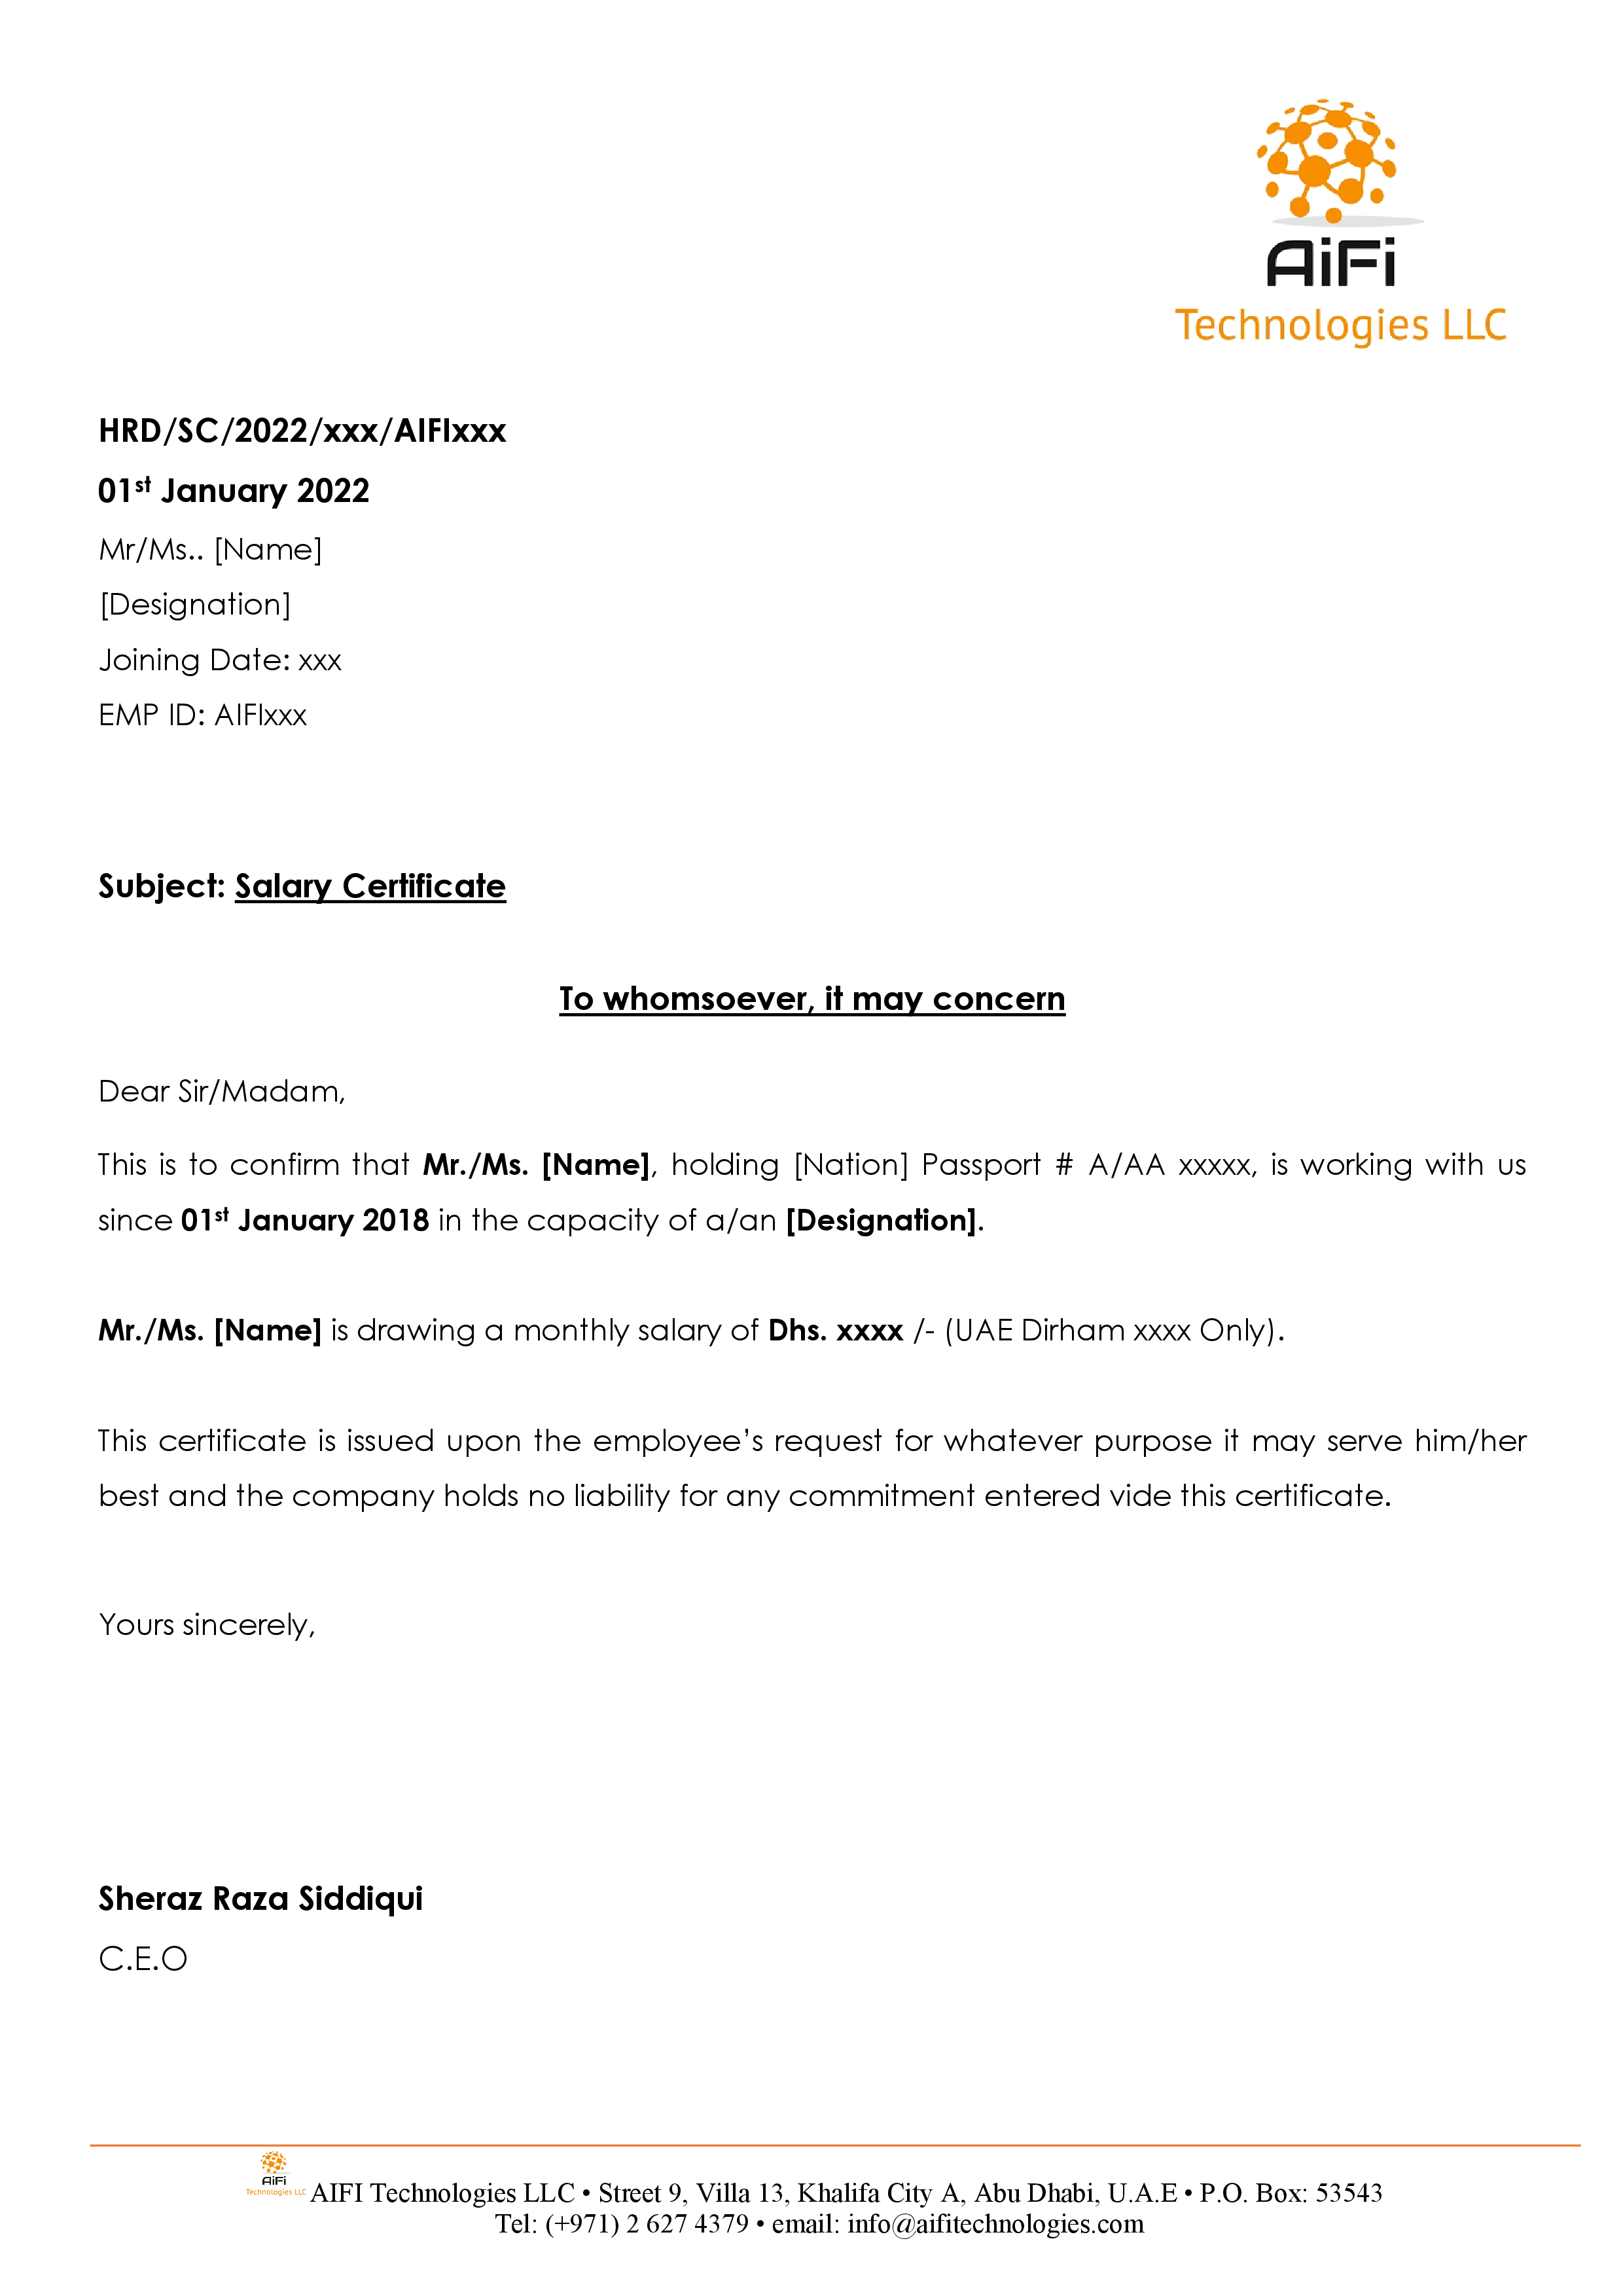 AiFi
Technologies LLC
HRD/SC/2022/xxx/AIFIxxx
01st January 2022
Mr/Ms.. [Name]
[Designation]
Joining Date: xxx
EMP ID: AIFIxxx
Subject: Salary Certificate
To whomsoever, it may concern
Dear Sir/Madam,
This is to confirm that Mr./Ms. [Name], holding [Nation] Passport # A/AA xxxxx, is working with us
since 01st January 2018 in the capacity of a/an [Designation].
Mr./Ms. [Name] is drawing a monthly salary of Dhs. xxxx /- (UAE Dirham xxxx Only).
This certificate is issued upon the employee’s request for whatever purpose it may serve him/her
best and the company holds no liability for any commitment entered vide this certificate.
Yours sincerely,
Sheraz Raza Siddiqui
C.E.O
AiFi
Technologies LLC
AIFI Technologies LLC • Street 9, Villa 13, Khalifa City A, Abu Dhabi, U.A.E • P.O. Box: 53543
Tel: (+971) 2 627 4379 • email: info@aifitechnologies.com